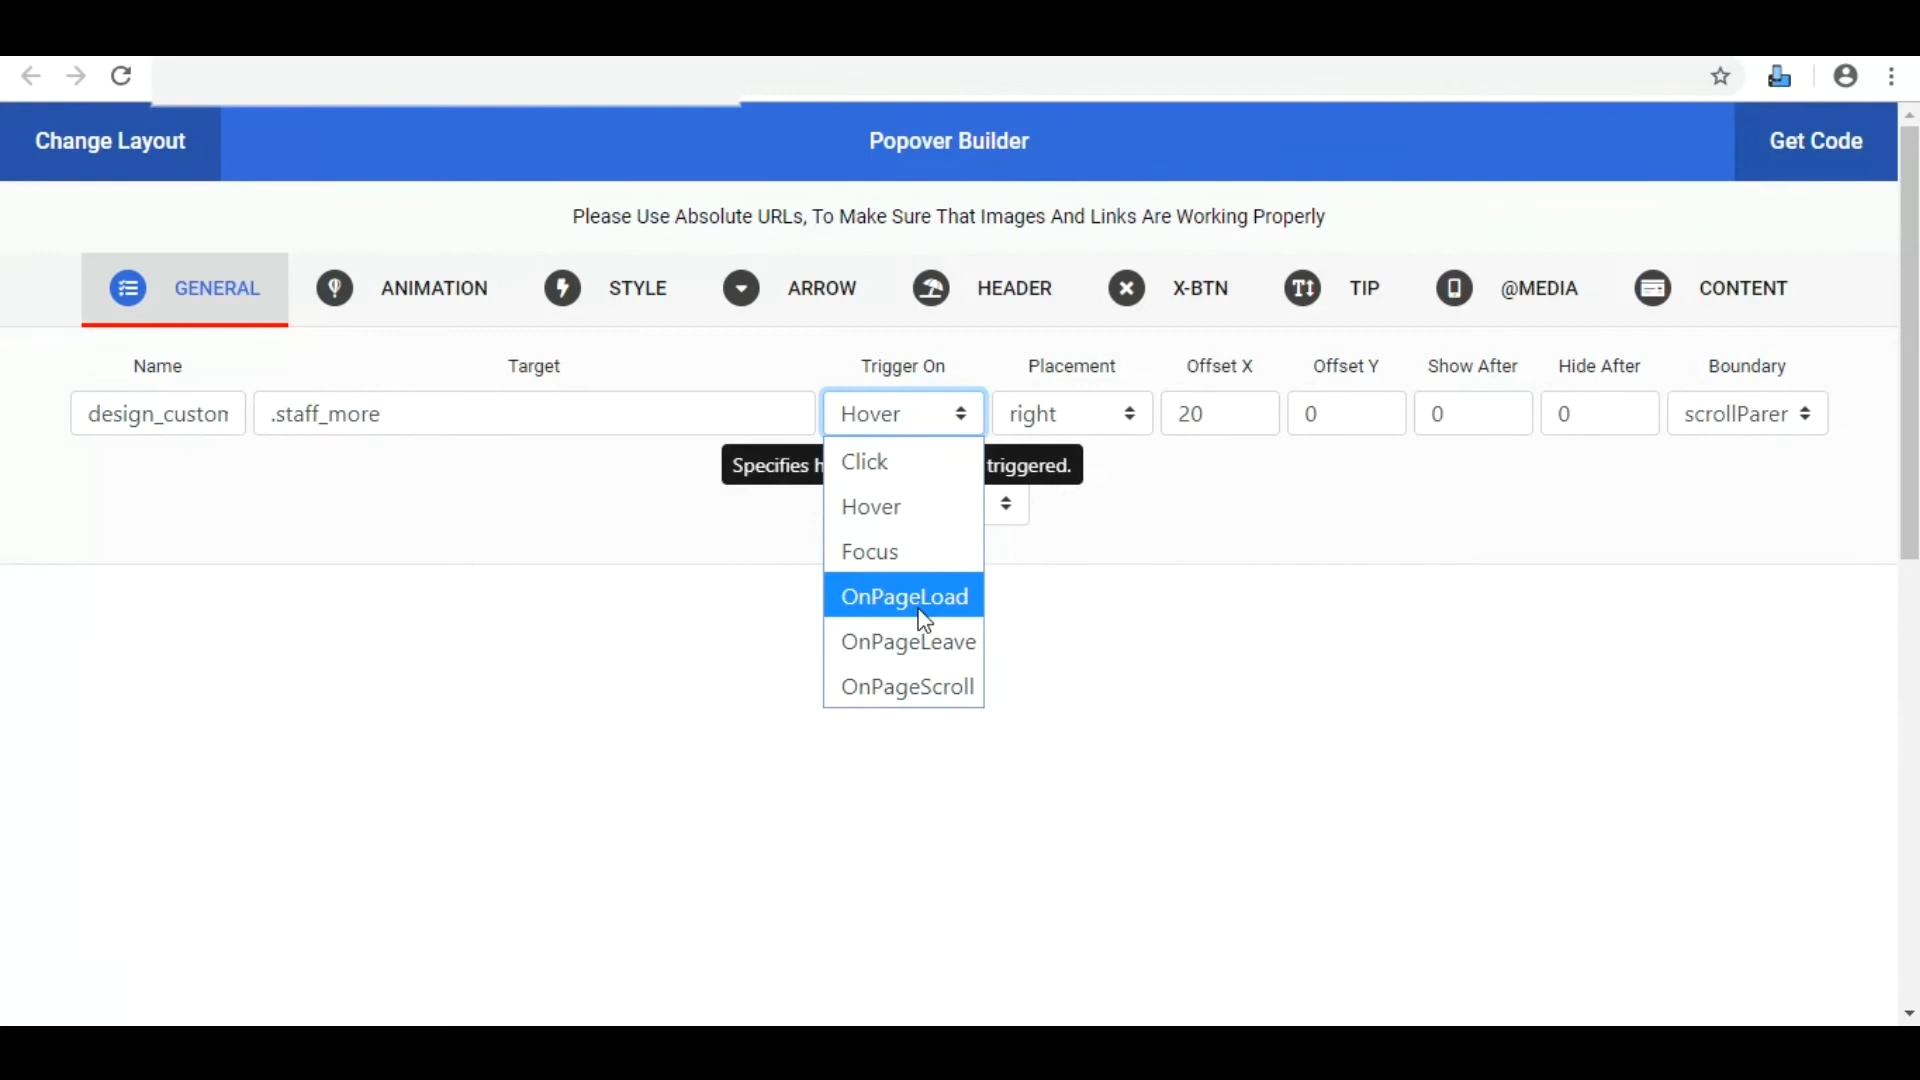 Change Layout
Popover Builder
Get Code
Please Use Absolute URLs, To Make Sure That Images And Links Are Working Properly
GENERAL
ANIMATION
STYLE
ARROW
HEADER
X-BTN
TIP
@MEDIA
CONTENT
Name
Target
Trigger On
Placement
Offset X
Offset Y
Show After
Hide After
Boundary
design_custon
.staff_more
Hover
right
20
0
0
0
scrollParer
Specifies h
triggered.
Click
Hover
Focus
OnPageLoad
OnPageLeave
OnPageScroll